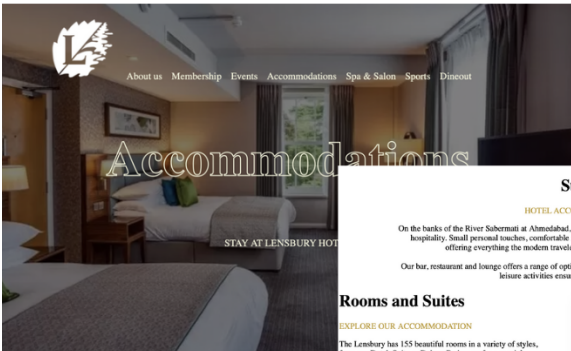 L
About us Membership Events Accommodations Spa & Salon Sports Dineout
Accommodations
STAY AT LENSBURY HOT
S
HOTEL ACC
On the banks of the River Sabermati at Ahmedabad,
hospitality. Small personal touches, comfortable
offering everything the modern travel
Our bar, restaurant and lounge offers a range of opti
leisure activities ensu
Rooms and Suites
EXPLORE OUR ACCOMMODATION
The Lensbury has 155 beautiful rooms in a variety of styles,